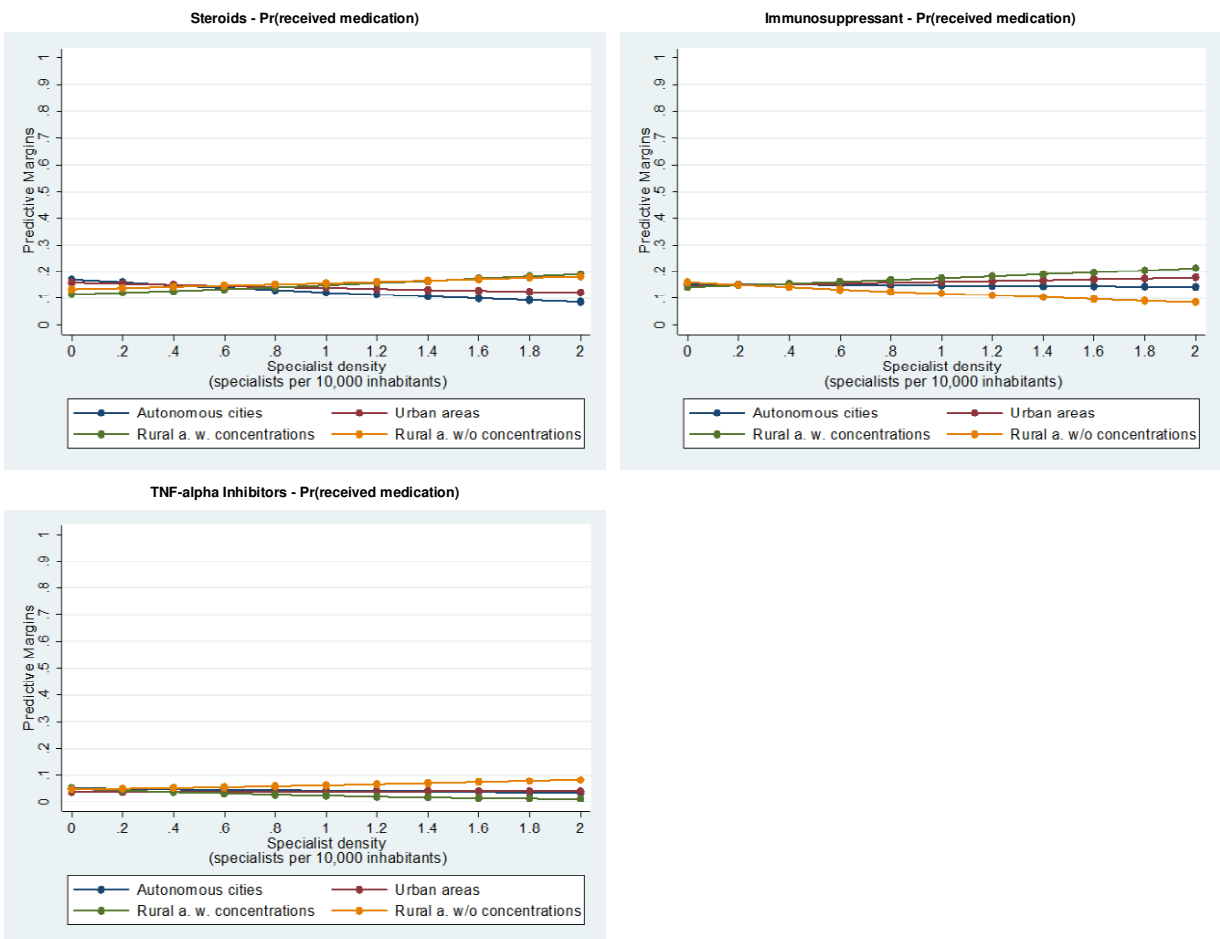 Steroids - Pr(received medication)
Predictive Margins
1
.9
.8
.7
.6
.5
.4
.3
.2
.1
0
0 .2 .4 .6 .8 1 1.2 1.4 1.6 1.8 2
Specialist density
(specialists per 10,000 inhabitants)
Autonomous cities Urban areas
Rural a. w. concentrations Rural a. w/o concentrations
Immunosuppressant - Pr(received medication)
Predictive Margins
1
.9
.8
.7
.6
.5
.4
.3
.2
.1
0
0 .2 .4 .6 .8 1 1.2 1.4 1.6 1.8 2
Specialist density
(specialists per 10,000 inhabitants)
Autonomous cities Urban areas
Rural a. w. concentrations Rural a. w/o concentrations
TNF-alpha Inhibitors - Pr(received medication)
Predictive Margins
1
.9
.8
.7
.6
.5
.4
.3
.2
.1
0
0 .2 .4 .6 .8 1 1.2 1.4 1.6 1.8 2
Specialist density
(specialists per 10,000 inhabitants)
Autonomous cities Urban areas
Rural a. w. concentrations Rural a. w/o concentrations